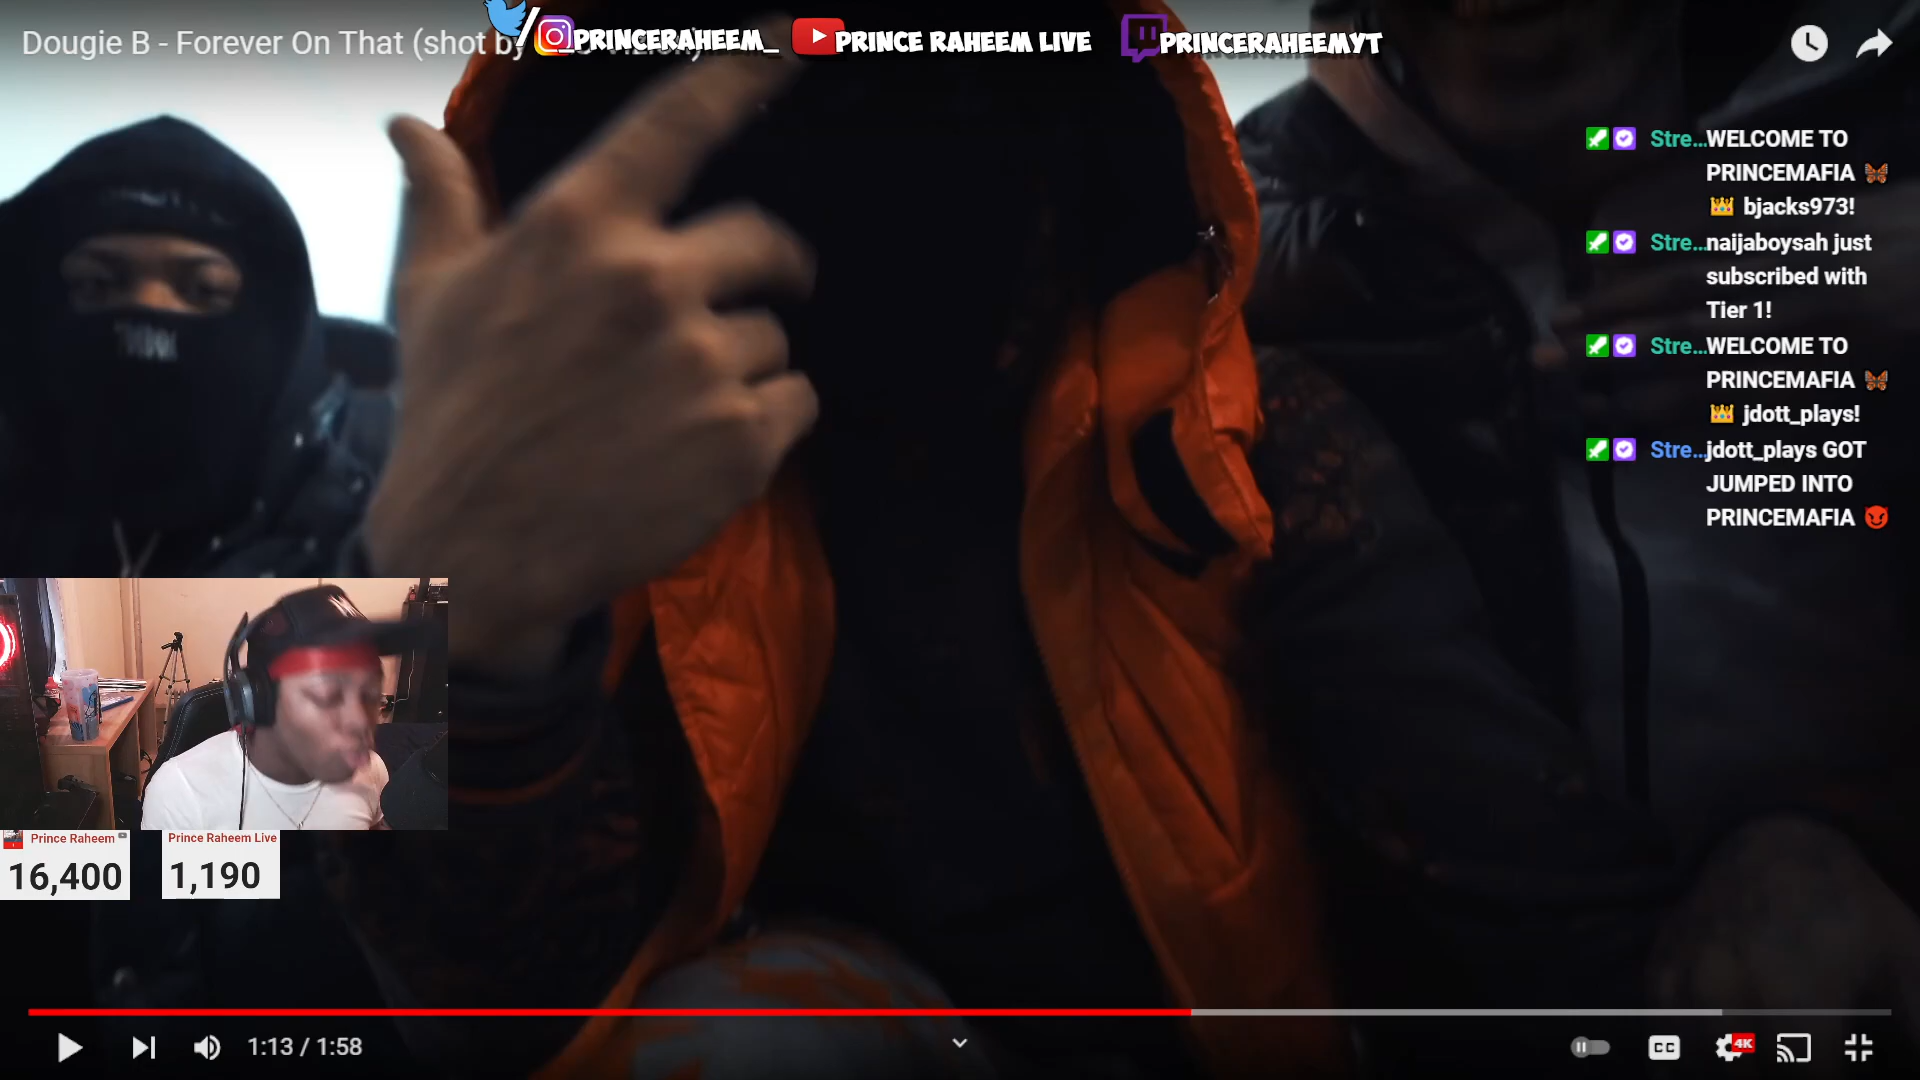 Dougie B - Forever On That (shot by
PRINCERAHEEM_
PRINCE RAHEEM LIVE
PRINCERAHEEMYT
Stre...WELCOME TO
PRINCEMAFIA
bjacks973!
Stre...naijaboysah just
subscribed with
Tier 1!
Stre...WELCOME TO
PRINCEMAFIA
jdott_plays!
Stre...jdott_plays GOT
JUMPED INTO
PRINCEMAFIA
Prince Raheem
16,400
Prince Raheem Live
1,190
1:13 / 1:58
CC
4K